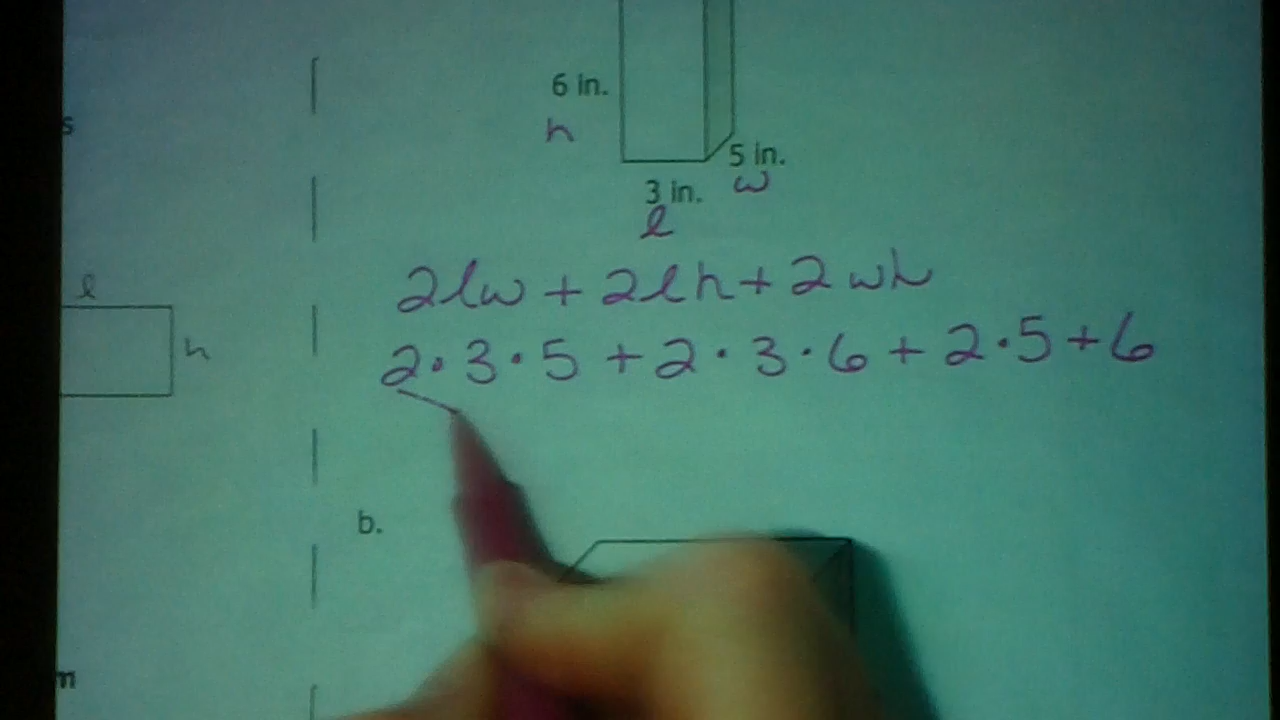 6 in.
h
5 in.
w
3 in.
l
s
2lw + 2lh + 2wh
l
h
2·3·5 + 2·3·6 + 2·5+6
b.
m